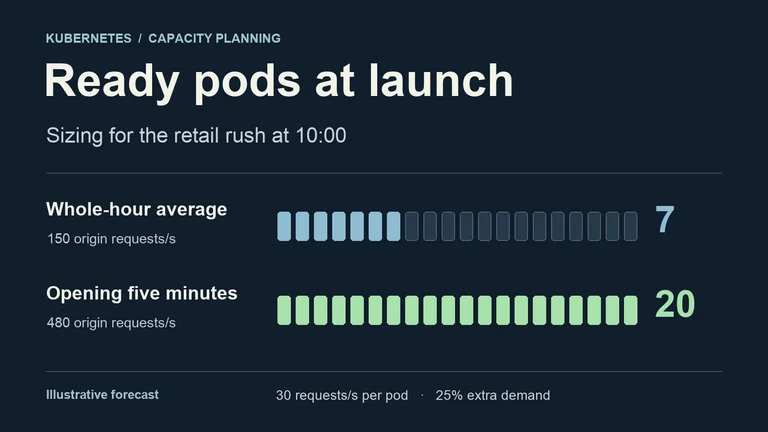 KUBERNETES / CAPACITY PLANNING
Ready pods at launch
Sizing for the retail rush at 10:00
Whole-hour average
150 origin requests/s
7
Opening five minutes
480 origin requests/s
20
Illustrative forecast
30 requests/s per pod · 25% extra demand